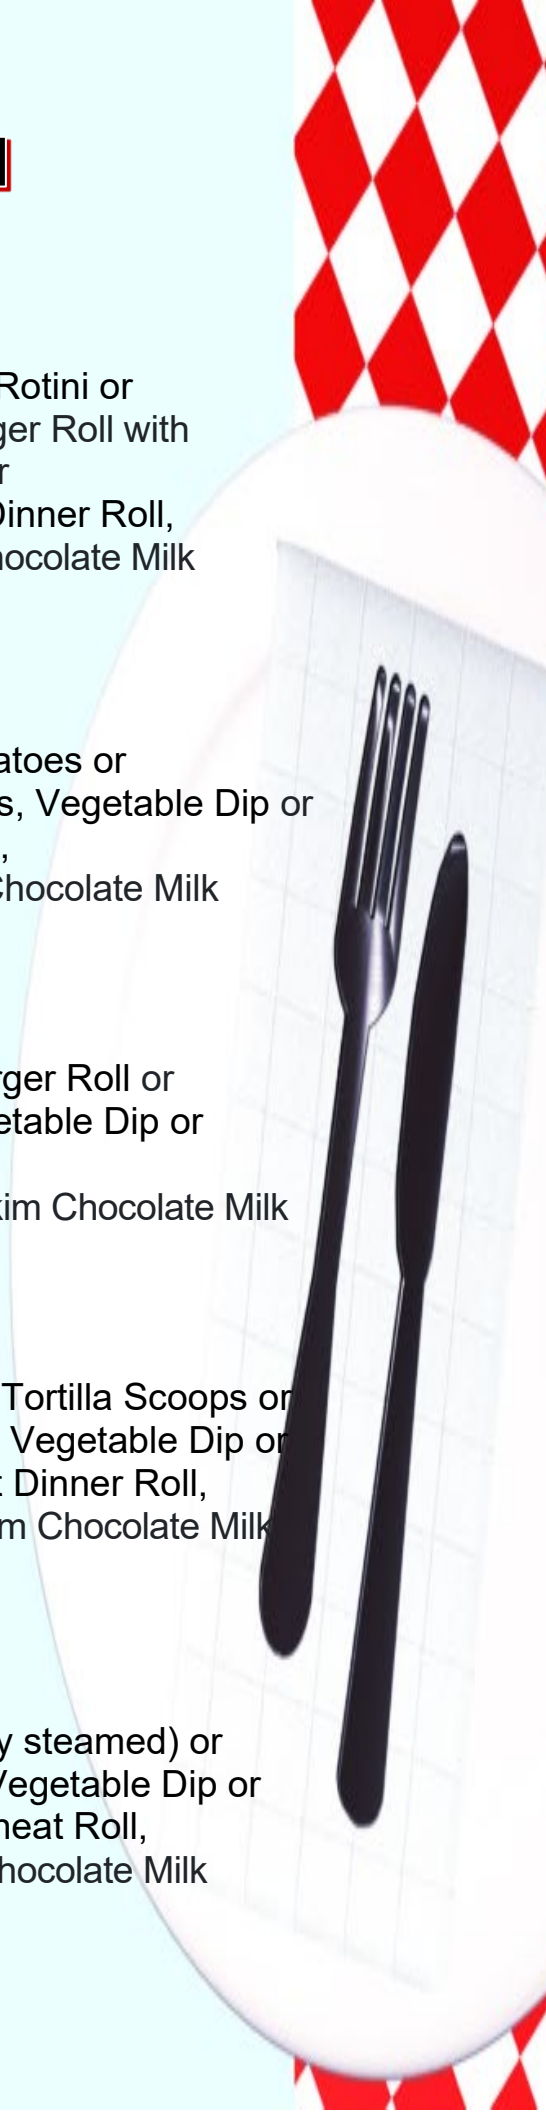 Rotini or
ger Roll with
r
Dinner Roll,
hocolate Milk
atoes or
s, Vegetable Dip or
,
Chocolate Milk
rger Roll or
etable Dip or
kim Chocolate Milk
Tortilla Scoops or
Vegetable Dip or
t Dinner Roll,
m Chocolate Milk
y steamed) or
Vegetable Dip or
heat Roll,
hocolate Milk